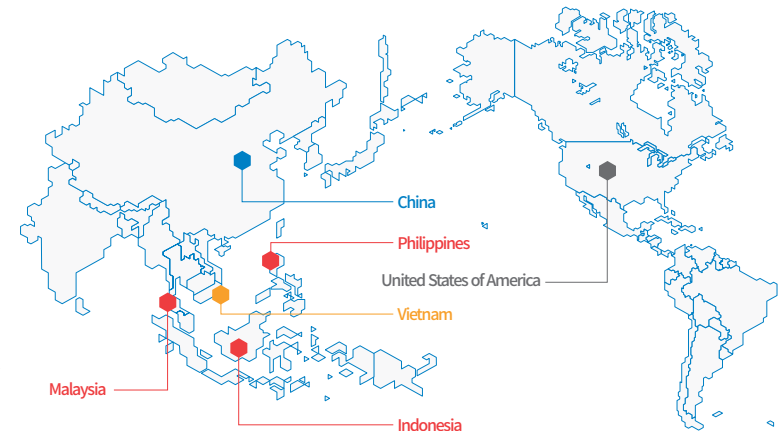 China
Philippines
United States of America
Vietnam
Malaysia
Indonesia